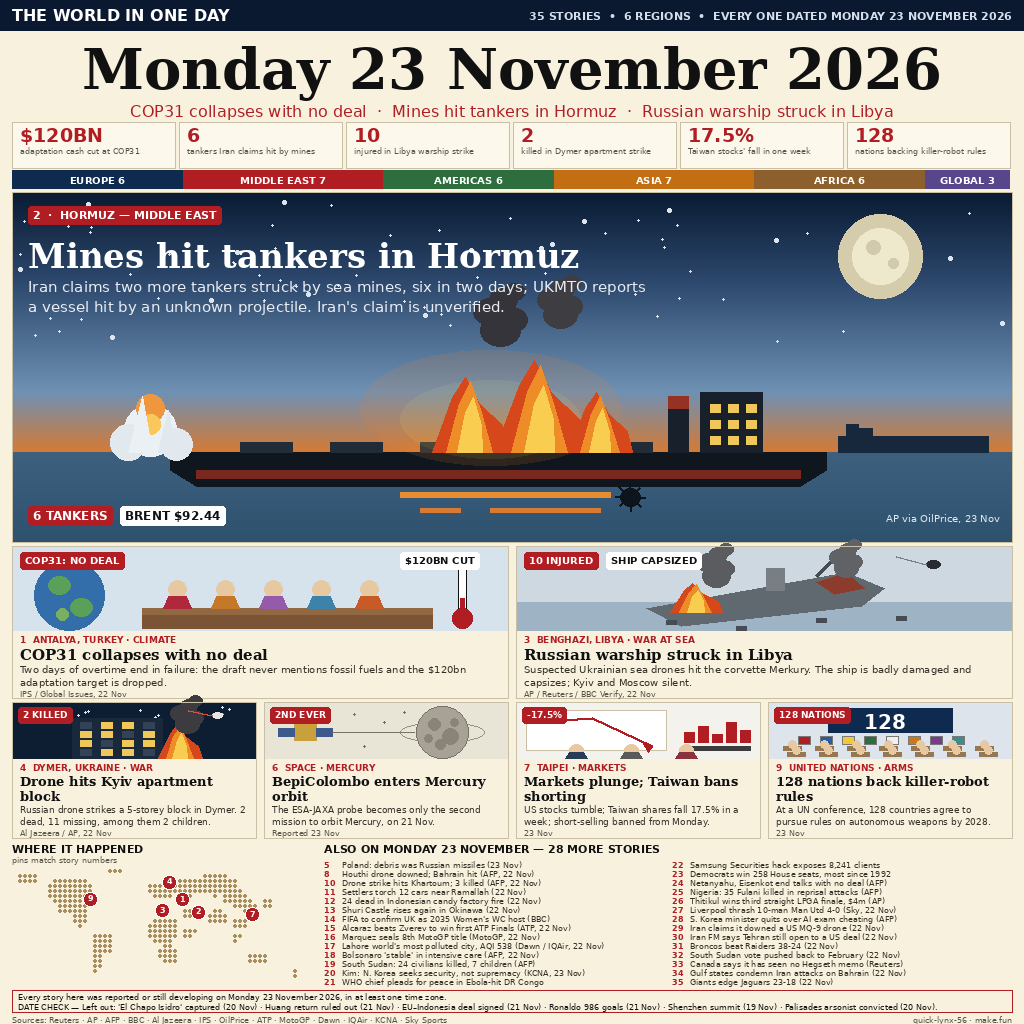 THE WORLD IN ONE DAY
35 STORIES • 6 REGIONS • EVERY ONE DATED MONDAY 23 NOVEMBER 2026
Monday 23 November 2026
COP31 collapses with no deal · Mines hit tankers in Hormuz · Russian warship struck in Libya
$120BN
adaptation cash cut at COP31
6
tankers Iran claims hit by mines
10
injured in Libya warship strike
2
killed in Dymer apartment strike
17.5%
Taiwan stocks' fall in one week
128
nations backing killer-robot rules
EUROPE 6
MIDDLE EAST 7
AMERICAS 6
ASIA 7
AFRICA 6
GLOBAL 3
2 · HORMUZ — MIDDLE EAST
Mines hit tankers in Hormuz
Iran claims two more tankers struck by sea mines, six in two days; UKMTO reports
a vessel hit by an unknown projectile. Iran's claim is unverified.
6 TANKERS
BRENT $92.44
AP via OilPrice, 23 Nov
COP31: NO DEAL
$120BN CUT
1 ANTALYA, TURKEY · CLIMATE
COP31 collapses with no deal
Two days of overtime end in failure: the draft never mentions fossil fuels and the $120bn
adaptation target is dropped.
IPS / Global Issues, 22 Nov
10 INJURED
SHIP CAPSIZED
3 BENGHAZI, LIBYA · WAR AT SEA
Russian warship struck in Libya
Suspected Ukrainian sea drones hit the corvette Merkury. The ship is badly damaged and
capsizes; Kyiv and Moscow silent.
AP / Reuters / BBC Verify, 22 Nov
2 KILLED
4 DYMER, UKRAINE · WAR
Drone hits Kyiv apartment
block
Russian drone strikes a 5-storey block in Dymer. 2
dead, 11 missing, among them 2 children.
Al Jazeera / AP, 22 Nov
2ND EVER
6 SPACE · MERCURY
BepiColombo enters Mercury
orbit
The ESA-JAXA probe becomes only the second
mission to orbit Mercury, on 21 Nov.
Reported 23 Nov
-17.5%
7 TAIPEI · MARKETS
Markets plunge; Taiwan bans
shorting
US stocks tumble; Taiwan shares fall 17.5% in a
week; short-selling banned from Monday.
23 Nov
128 NATIONS
128
9 UNITED NATIONS · ARMS
128 nations back killer-robot
rules
At a UN conference, 128 countries agree to
pursue rules on autonomous weapons by 2028.
23 Nov
WHERE IT HAPPENED
pins match story numbers
4
9
1
3
2
7
ALSO ON MONDAY 23 NOVEMBER — 28 MORE STORIES
5 Poland: debris was Russian missiles (23 Nov)
8 Houthi drone downed; Bahrain hit (AFP, 22 Nov)
10 Drone strike hits Khartoum; 3 killed (AFP, 22 Nov)
11 Settlers torch 12 cars near Ramallah (22 Nov)
12 24 dead in Indonesian candy factory fire (22 Nov)
13 Shuri Castle rises again in Okinawa (22 Nov)
14 FIFA to confirm UK as 2035 Women's WC host (BBC)
15 Alcaraz beats Zverev to win first ATP Finals (ATP, 22 Nov)
16 Marquez seals 8th MotoGP title (MotoGP, 22 Nov)
17 Lahore world's most polluted city, AQI 538 (Dawn / IQAir, 22 Nov)
18 Bolsonaro 'stable' in intensive care (AFP, 22 Nov)
19 South Sudan: 24 civilians killed, 7 children (AFP)
20 Kim: N. Korea seeks security, not supremacy (KCNA, 23 Nov)
21 WHO chief pleads for peace in Ebola-hit DR Congo
22 Samsung Securities hack exposes 8,241 clients
23 Democrats win 258 House seats, most since 1992
24 Netanyahu, Eisenkot end talks with no deal (AFP)
25 Nigeria: 35 Fulani killed in reprisal attacks (AFP)
26 Thitikul wins third straight LPGA finale, $4m (AP)
27 Liverpool thrash 10-man Man Utd 4-0 (Sky, 22 Nov)
28 S. Korea minister quits over AI exam cheating (AFP)
29 Iran claims it downed a US MQ-9 drone (22 Nov)
30 Iran FM says Tehran still open to a US deal (22 Nov)
31 Broncos beat Raiders 38-24 (22 Nov)
32 South Sudan vote pushed back to February (22 Nov)
33 Canada says it has seen no Hegseth memo (Reuters)
34 Gulf states condemn Iran attacks on Bahrain (22 Nov)
35 Giants edge Jaguars 23-18 (22 Nov)
Every story here was reported or still developing on Monday 23 November 2026, in at least one time zone.
DATE CHECK — Left out: 'El Chapo Isidro' captured (20 Nov) · Huang return ruled out (21 Nov) · EU-Indonesia deal signed (21 Nov) · Ronaldo 986 goals (21 Nov) · Shenzhen summit (19 Nov) · Palisades arsonist convicted (20 Nov).
Sources: Reuters · AP · AFP · BBC · Al Jazeera · IPS · OilPrice · ATP · MotoGP · Dawn · IQAir · KCNA · Sky Sports
quick-lynx-56 · make.fun